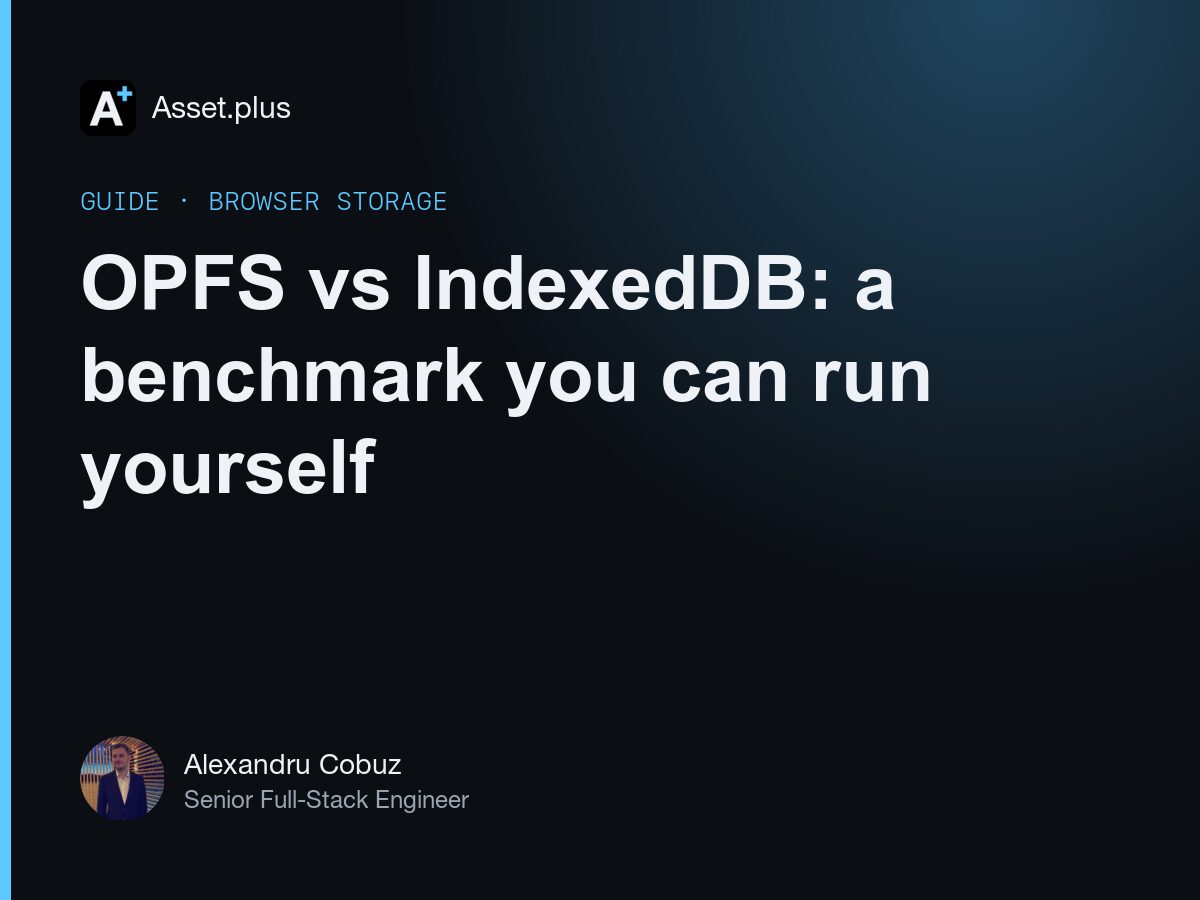 A+
Asset.plus
GUIDE · BROWSER STORAGE
OPFS vs IndexedDB: a
benchmark you can run
yourself
Alexandru Cobuz
Senior Full-Stack Engineer